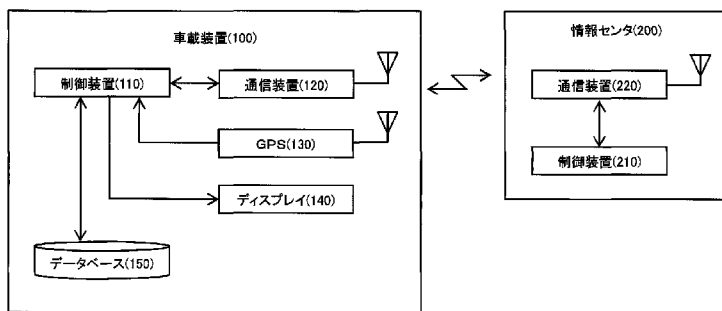 車載装置(100)
制御装置(110)
通信装置(120)
GPS(130)
ディスプレイ(140)
データベース(150)
情報センタ(200)
通信装置(220)
制御装置(210)